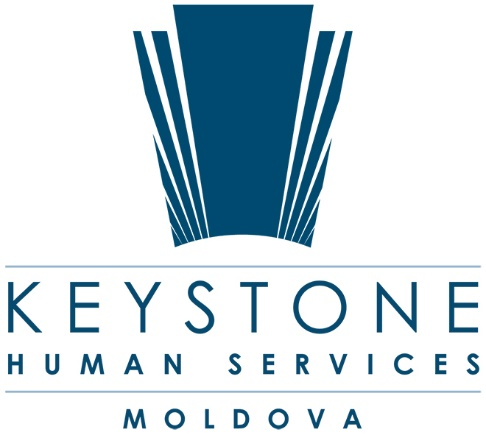 KEYSTONE
HUMAN SERVICES
MOLDOVA